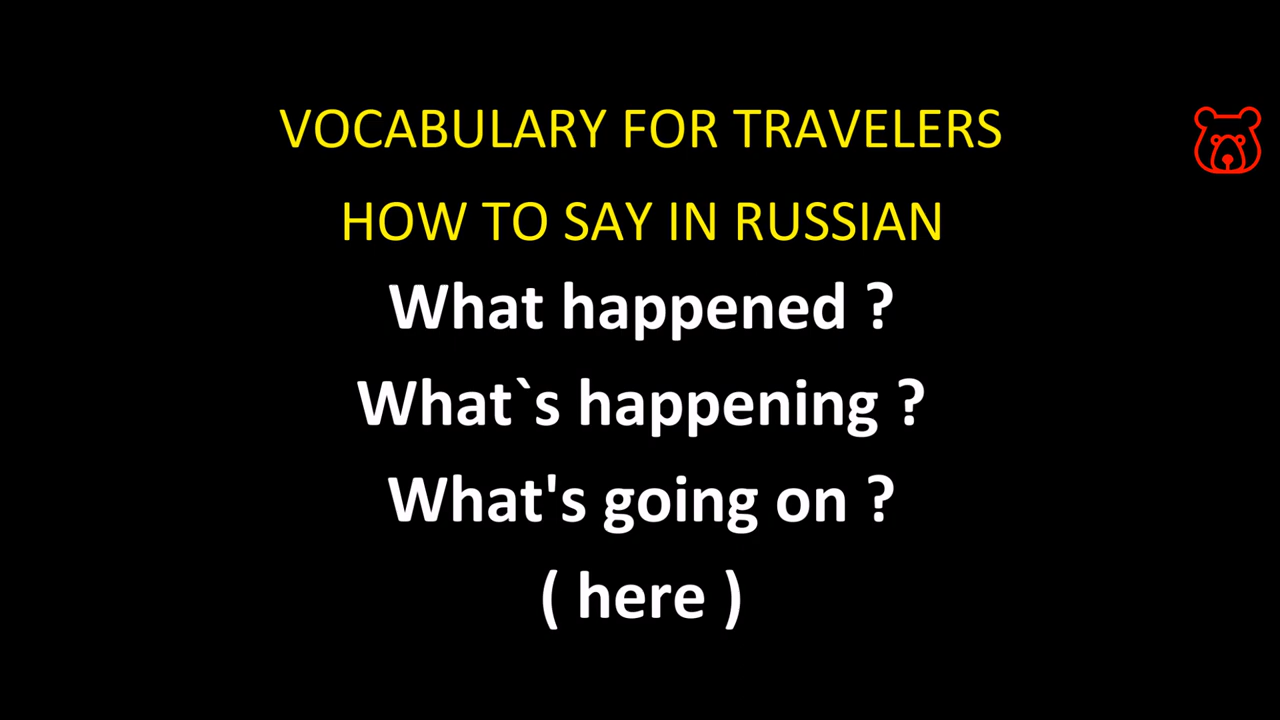 VOCABULARY FOR TRAVELERS
HOW TO SAY IN RUSSIAN
What happened ?
What`s happening ?
What's going on ?
( here )